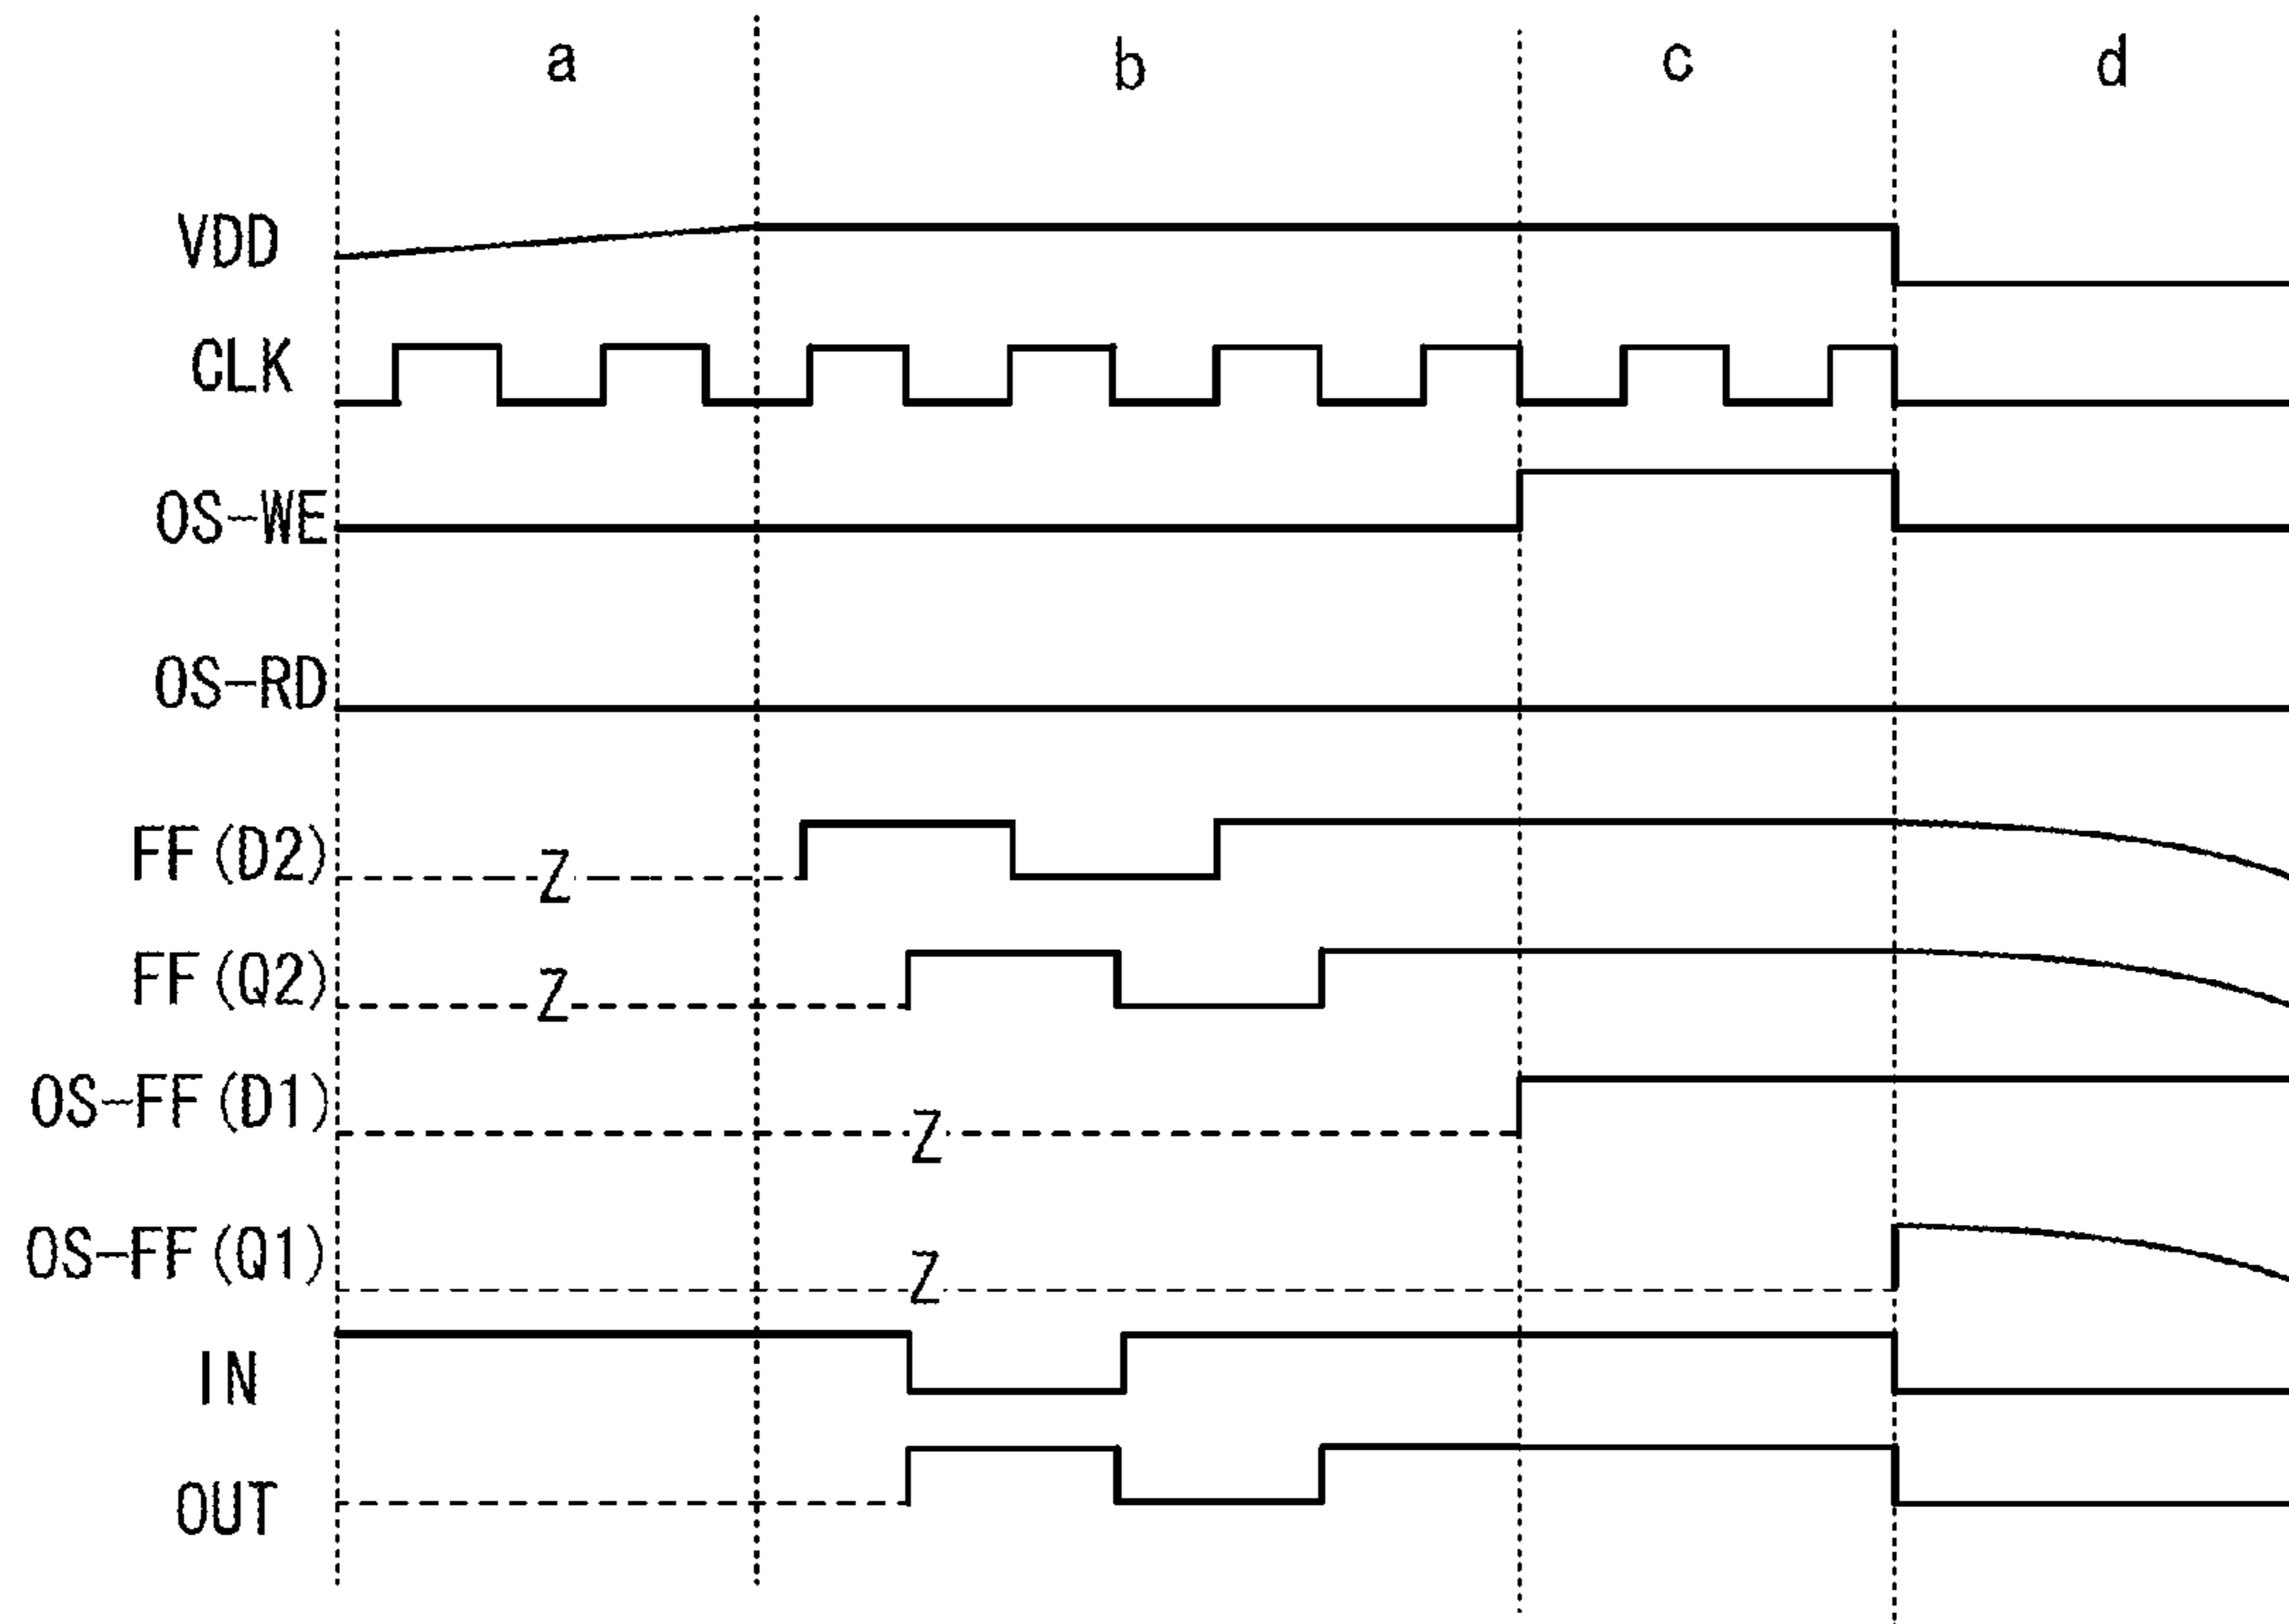 a b c d
VDD
CLK
OS-WE
OS-RD
FF(D2)
Z
FF(Q2)
Z
OS-FF(D1)
Z
OS-FF(Q1)
Z
IN
OUT